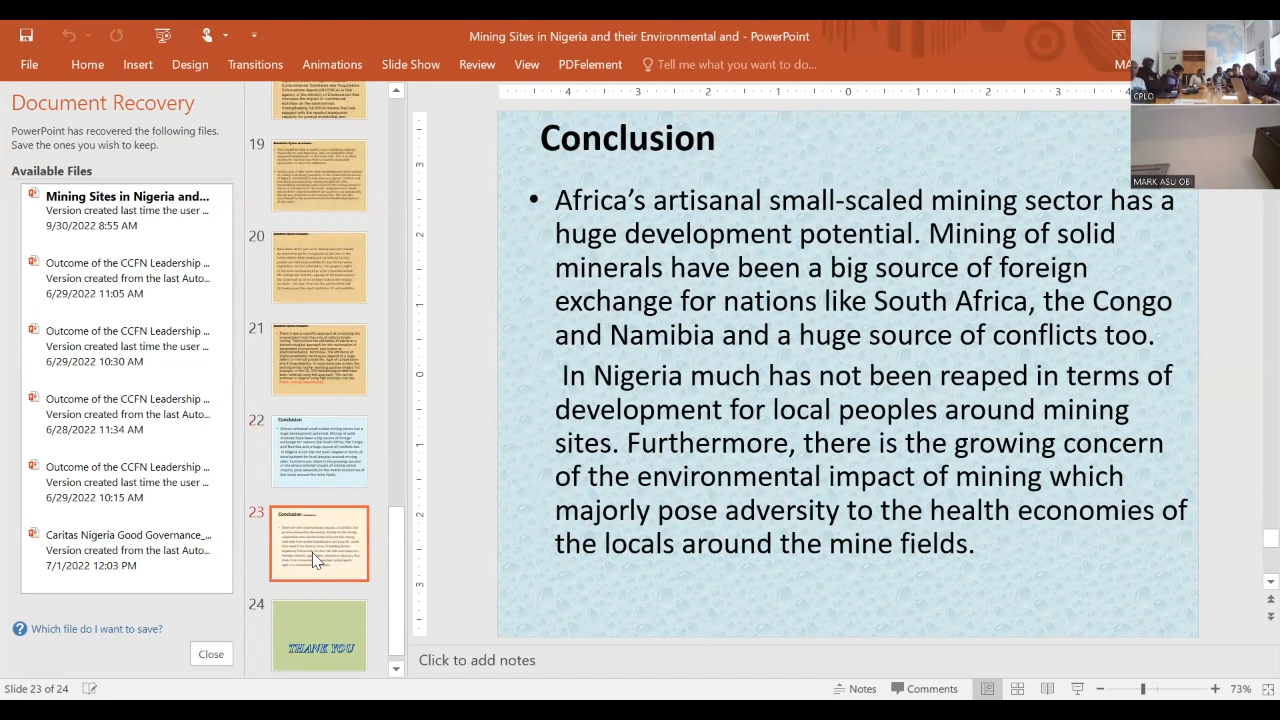 Mining Sites in Nigeria and their Environmental and - PowerPoint
File Home Insert Design Transitions Animations Slide Show Review View PDFelement Tell me what you want to do... MA
CPLO
MARK ASU OB
Document Recovery
PowerPoint has recovered the following files.
Save the ones you wish to keep.
Available Files
Mining Sites in Nigeria and...
Version created last time the user ...
9/30/2022 8:55 AM
Outcome of the CCFN Leadership ...
Version created from the last Auto...
6/29/2022 11:05 AM
Outcome of the CCFN Leadership ...
Version created last time the user ...
6/29/2022 10:30 AM
Outcome of the CCFN Leadership ...
Version created from the last Auto...
6/28/2022 11:34 AM
Outcome of the CCFN Leadership ...
Version created last time the user ...
6/29/2022 10:15 AM
Caritas Nigeria Good Governance_...
Version created from the last Auto...
12:03 PM
Which file do I want to save?
Close
19
20
21
22
Conclusion
23
Conclusion
24
THANK YOU
Conclusion
• Africa’s artisanal small-scaled mining sector has a
huge development potential. Mining of solid
minerals have been a big source of foreign
exchange for nations like South Africa, the Congo
and Namibia and a huge source of conflicts too.
In Nigeria much has not been reaped in terms of
development for local peoples around mining
sites. Furthermore, there is the growing concern
of the environmental impact of mining which
majorly pose adversity to the health economies of
the locals around the mine fields.
Click to add notes
Slide 23 of 24
Notes Comments 73%